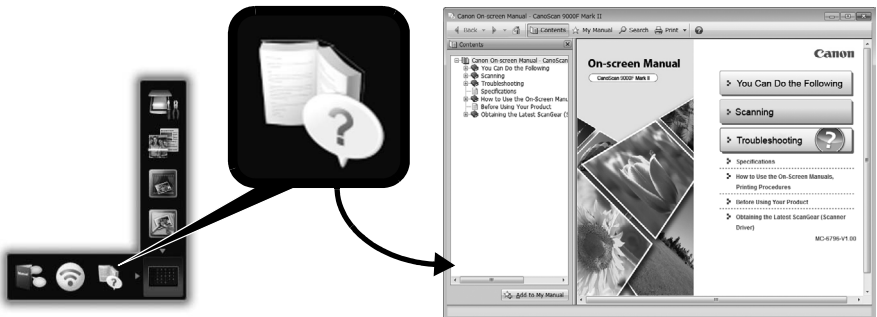 Canon On-screen Manual - CanoScan 9000F Mark II
Back
Contents
My Manual
Search
Print
Contents
Canon On-screen Manual - CanoScan
You Can Do the Following
Scanning
Troubleshooting
Specifications
How to Use the On-Screen Manu
Before Using Your Product
Obtaining the Latest ScanGear (S
Add to My Manual
On-screen Manual
CanoScan 9000F Mark II
Canon
You Can Do the Following
Scanning
Troubleshooting
?
Specifications
How to Use the On-Screen Manuals,
Printing Procedures
Before Using Your Product
Obtaining the Latest ScanGear (Scanner
Driver)
MC-6796-V1.00
?